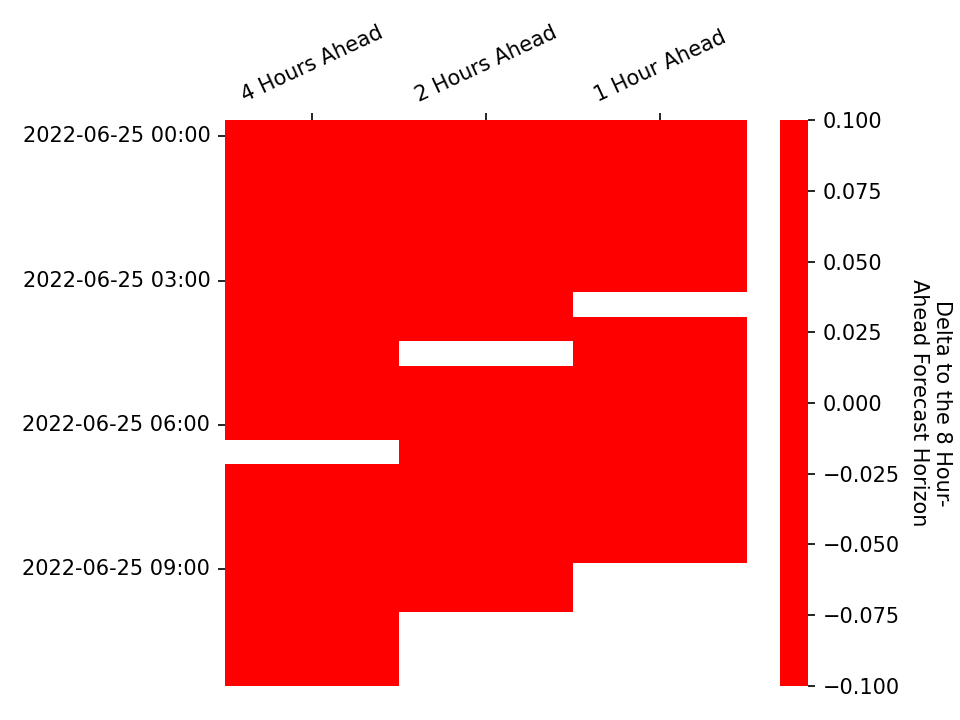 4 Hours Ahead
2 Hours Ahead
1 Hour Ahead
2022-06-25 00:00
2022-06-25 03:00
2022-06-25 06:00
2022-06-25 09:00
0.100
0.075
0.050
0.025
0.000
−0.025
−0.050
−0.075
−0.100
Delta to the 8 Hour-
Ahead Forecast Horizon